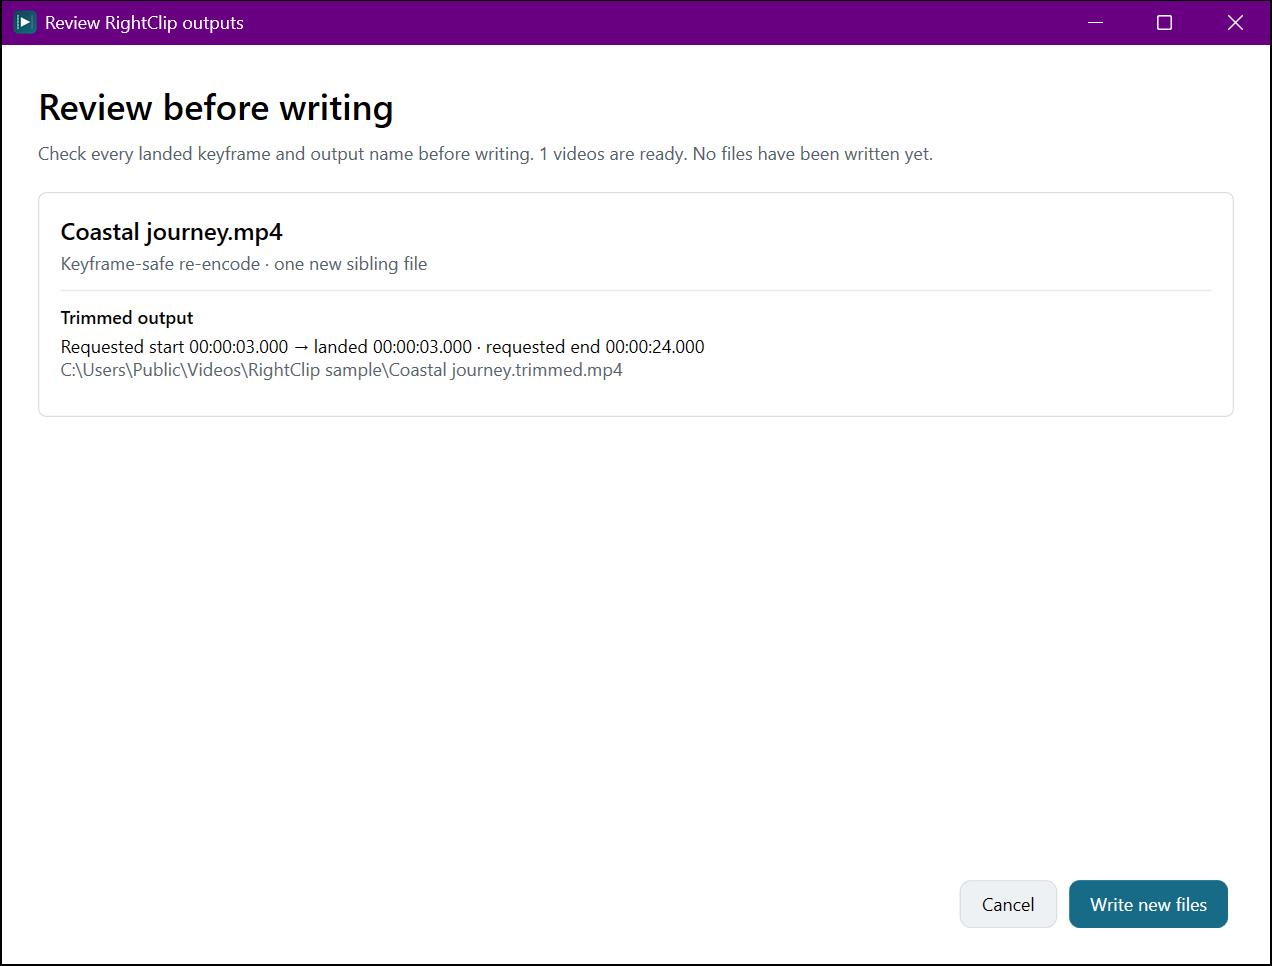 Review RightClip outputs
Review before writing
Check every landed keyframe and output name before writing. 1 videos are ready. No files have been written yet.
Coastal journey.mp4
Keyframe-safe re-encode · one new sibling file
Trimmed output
Requested start 00:00:03.000 → landed 00:00:03.000 · requested end 00:00:24.000
C:\Users\Public\Videos\RightClip sample\Coastal journey.trimmed.mp4
Cancel
Write new files